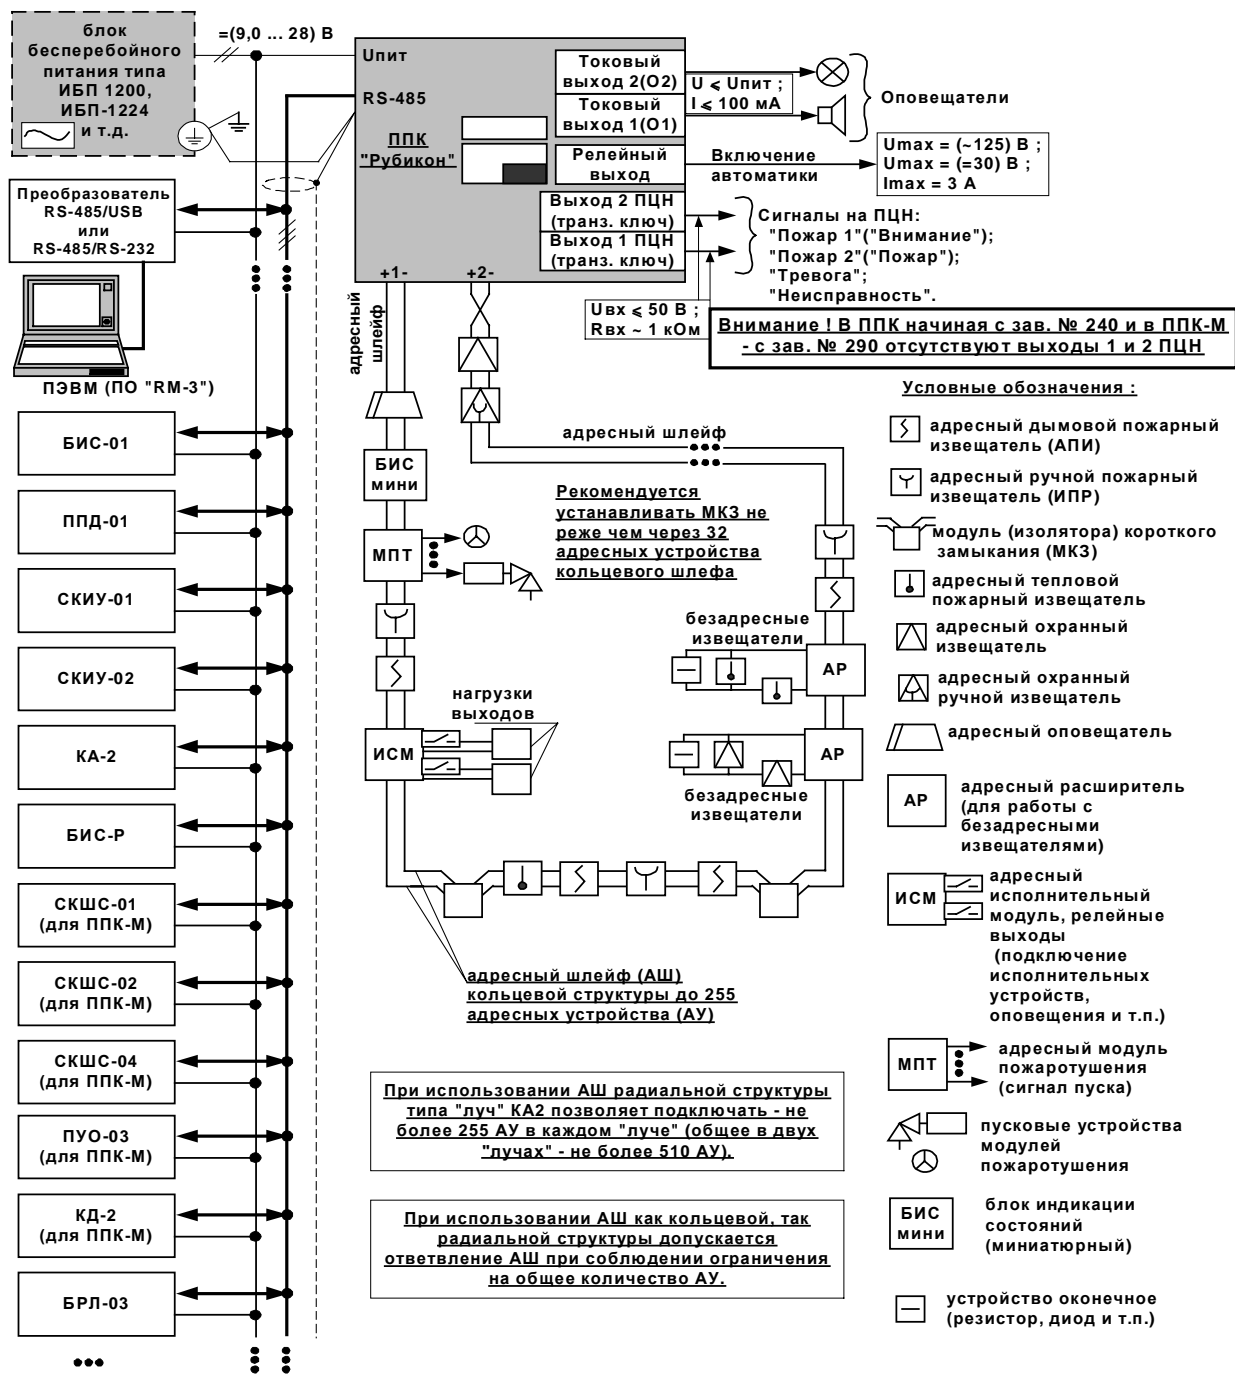 блок
бесперебойного
питания типа
ИБП 1200,
ИБП-1224
и т.д.
=(9,0 ... 28) В
Uпит
RS-485
ППК
"Рубикон"
Токовый
выход 2(О2)
Токовый
выход 1(О1)
Релейный
выход
Выход 2 ПЦН
(транз. ключ)
Выход 1 ПЦН
(транз. ключ)
+1-
+2-
U ⩽ Uпит ;
I ⩽ 100 мА
Оповещатели
Включение
автоматики
Umax = (~125) В ;
Umax = (=30) В ;
Imax = 3 А
Сигналы на ПЦН:
"Пожар 1"("Внимание");
"Пожар 2"("Пожар");
"Тревога";
"Неисправность".
Uвх ⩽ 50 В ;
Rвх ~ 1 кОм
Внимание ! В ППК начиная с зав. № 240 и в ППК-М
- с зав. № 290 отсутствуют выходы 1 и 2 ПЦН
Преобразователь
RS-485/USB
или
RS-485/RS-232
ПЭВМ (ПО "RM-3")
БИС-01
ППД-01
СКИУ-01
СКИУ-02
КА-2
БИС-Р
СКШС-01
(для ППК-М)
СКШС-02
(для ППК-М)
СКШС-04
(для ППК-М)
ПУО-03
(для ППК-М)
КД-2
(для ППК-М)
БРЛ-03
адресный
шлейф
БИС
мини
МПТ
ИСМ
нагрузки
выходов
адресный шлейф
Рекомендуется
устанавливать МКЗ не
реже чем через 32
адресных устройства
кольцевого шлефа
безадресные
извещатели
АР
АР
безадресные
извещатели
адресный шлейф (АШ)
кольцевой структуры до 255
адресных устройства (АУ)
При использовании АШ радиальной структуры
типа "луч" КА2 позволяет подключать - не
более 255 АУ в каждом "луче" (общее в двух
"лучах" - не более 510 АУ).
При использовании АШ как кольцевой, так
радиальной структуры допускается
ответвление АШ при соблюдении ограничения
на общее количество АУ.
Условные обозначения :
адресный дымовой пожарный
извещатель (АПИ)
адресный ручной пожарный
извещатель (ИПР)
модуль (изолятора) короткого
замыкания (МКЗ)
адресный тепловой
пожарный извещатель
адресный охранный
извещатель
адресный охранный
ручной извещатель
адресный оповещатель
АР
адресный расширитель
(для работы с
безадресными
извещателями)
ИСМ
адресный
исполнительный
модуль, релейные
выходы
(подключение
исполнительных
устройств,
оповещения и т.п.)
МПТ
адресный модуль
пожаротушения
(сигнал пуска)
пусковые устройства
модулей
пожаротушения
БИС
мини
блок индикации
состояний
(миниатюрный)
устройство оконечное
(резистор, диод и т.п.)